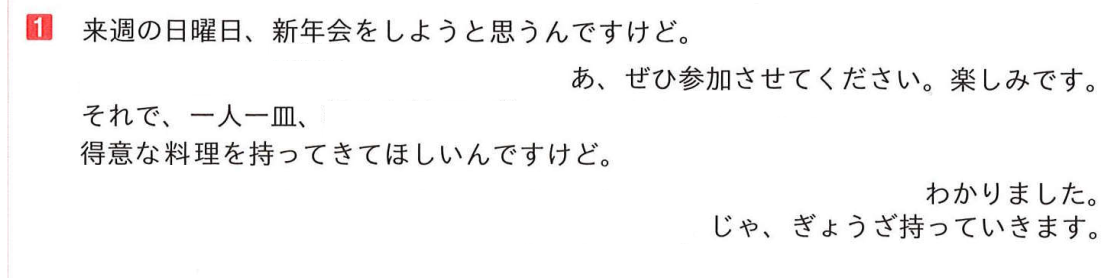 1 来週の日曜日、新年会をしようと思うんですけど。
あ、ぜひ参加させてください。楽しみです。
それで、一人一皿、
得意な料理を持ってきてほしいんですけど。
わかりました。
じゃ、ぎょうざ持っていきます。